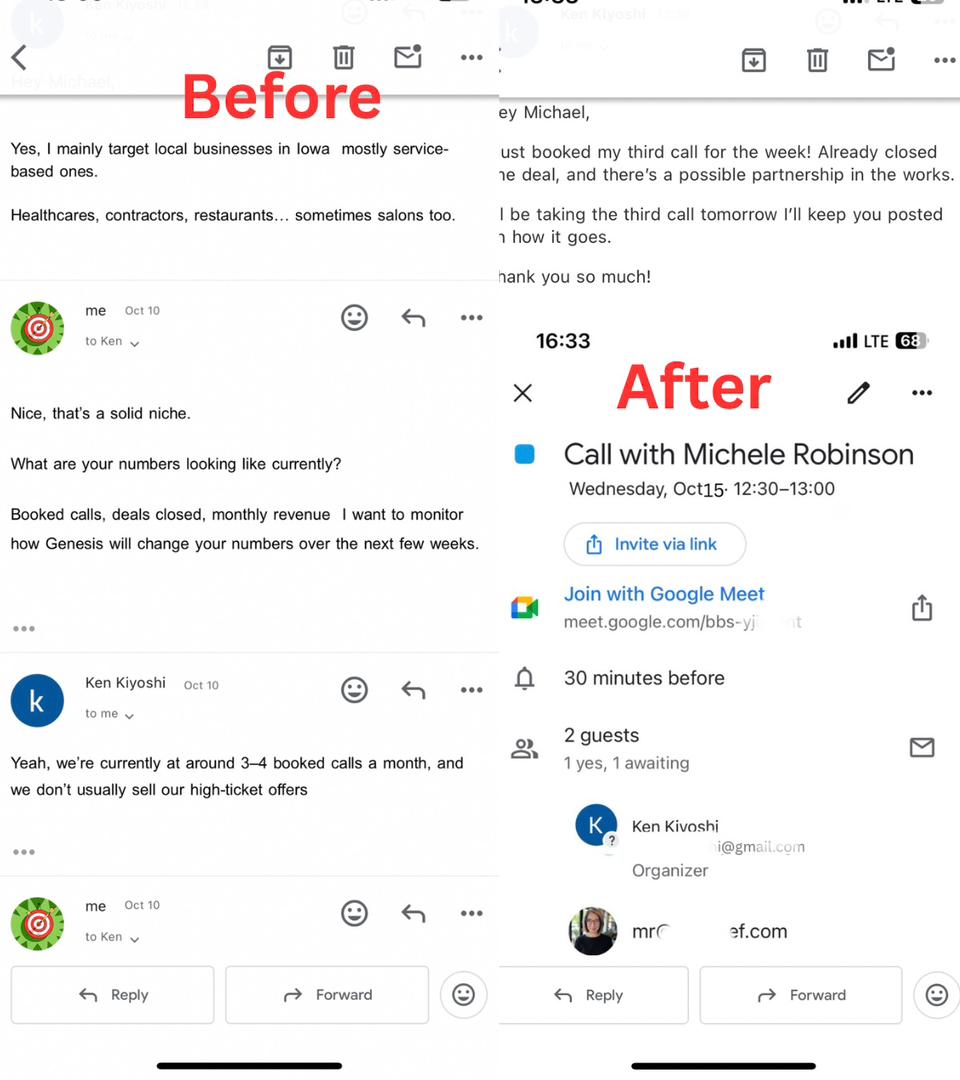 Ken Kiyoshi
to me
Hey Michael,
Before
Yes, I mainly target local businesses in Iowa mostly service-
based ones.
Healthcares, contractors, restaurants… sometimes salons too.
me Oct 10
to Ken
Nice, that's a solid niche.
What are your numbers looking like currently?
Booked calls, deals closed, monthly revenue I want to monitor
how Genesis will change your numbers over the next few weeks.
k
Ken Kiyoshi Oct 10
to me
Yeah, we're currently at around 3–4 booked calls a month, and
we don't usually sell our high-ticket offers
me Oct 10
to Ken
Reply
Forward
Ken Kiyoshi
to me
ey Michael,
ust booked my third call for the week! Already closed
he deal, and there's a possible partnership in the works.
l be taking the third call tomorrow I'll keep you posted
n how it goes.
hank you so much!
16:33
LTE 68
After
Call with Michele Robinson
Wednesday, Oct15· 12:30–13:00
Invite via link
Join with Google Meet
meet.google.com/bbs-yj nt
30 minutes before
2 guests
1 yes, 1 awaiting
K
?
Ken Kiyoshi
i@gmail.com
Organizer
mr@ ef.com
Reply
Forward